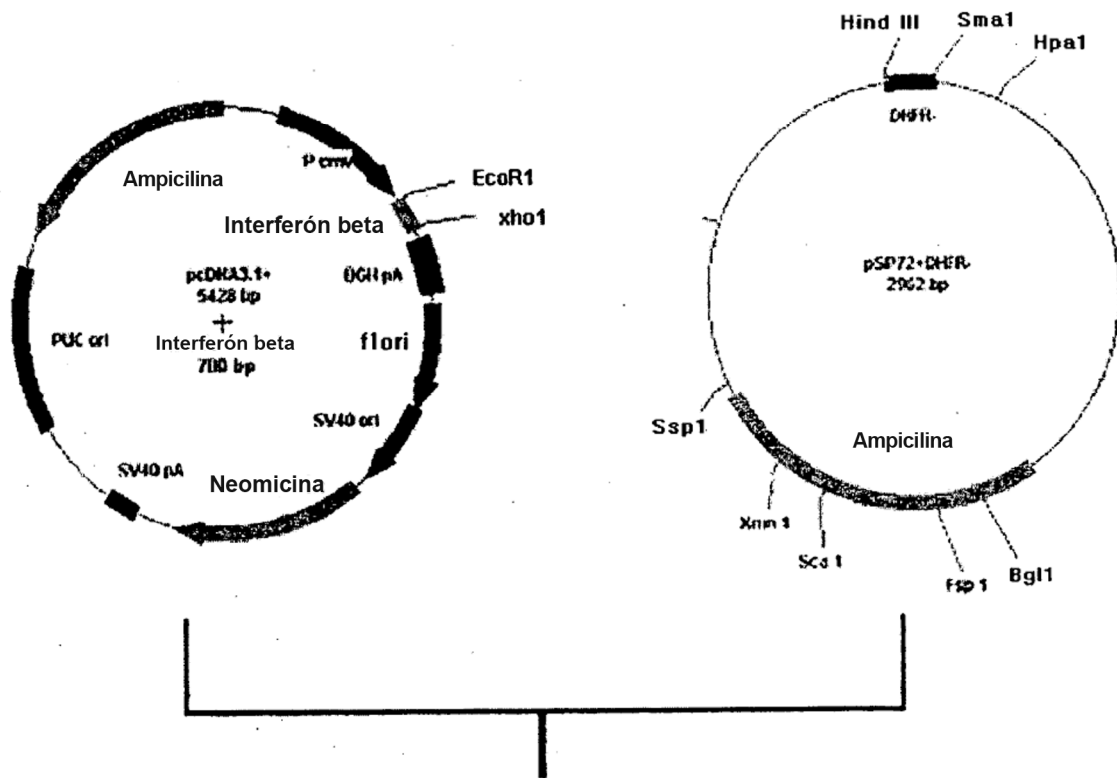 Ampicilina
P cmv
EcoR1
Interferón beta
xho1
pcDNA3.1+
5428 bp
+
Interferón beta
700 bp
BGH pA
PUC ori
f1ori
SV40 ori
SV40 pA
Neomicina
Hind III
Sma1
Hpa1
DHFR-
pSP72+DHFR-
2962 bp
Ssp1
Ampicilina
Xmn 1
Sca 1
Fsp 1
Bgl1